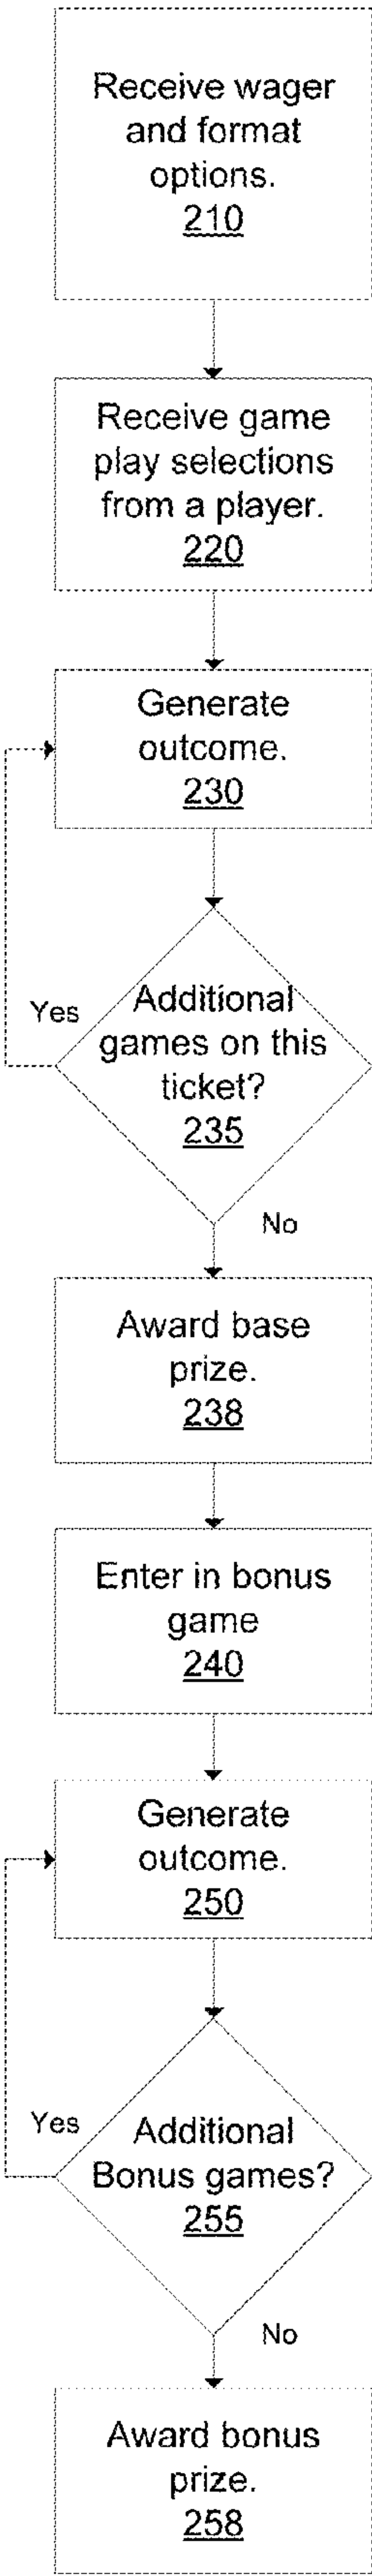 Receive wager
and format
options.
210
Receive game
play selections
from a player.
220
Generate
outcome.
230
Yes
Additional
games on this
ticket?
235
No
Award base
prize.
238
Enter in bonus
game
240
Generate
outcome.
250
Yes
Additional
Bonus games?
255
No
Award bonus
prize.
258